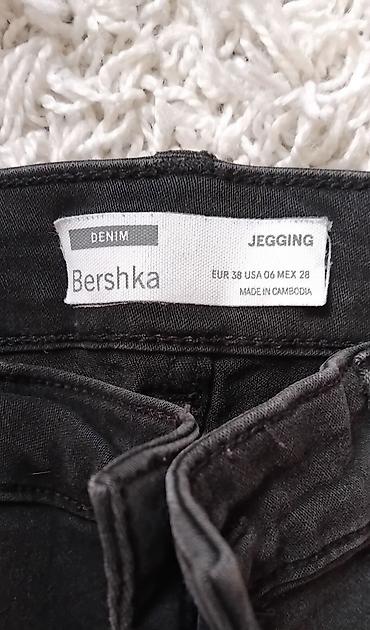 DENIM
JEGGING
Bershka
EUR 38 USA 06 MEX 28
MADE IN CAMBODIA